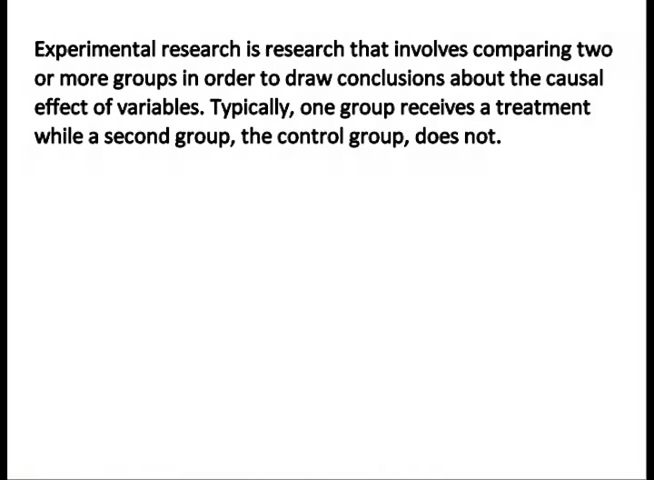 Experimental research is research that involves comparing two
or more groups in order to draw conclusions about the causal
effect of variables. Typically, one group receives a treatment
while a second group, the control group, does not.